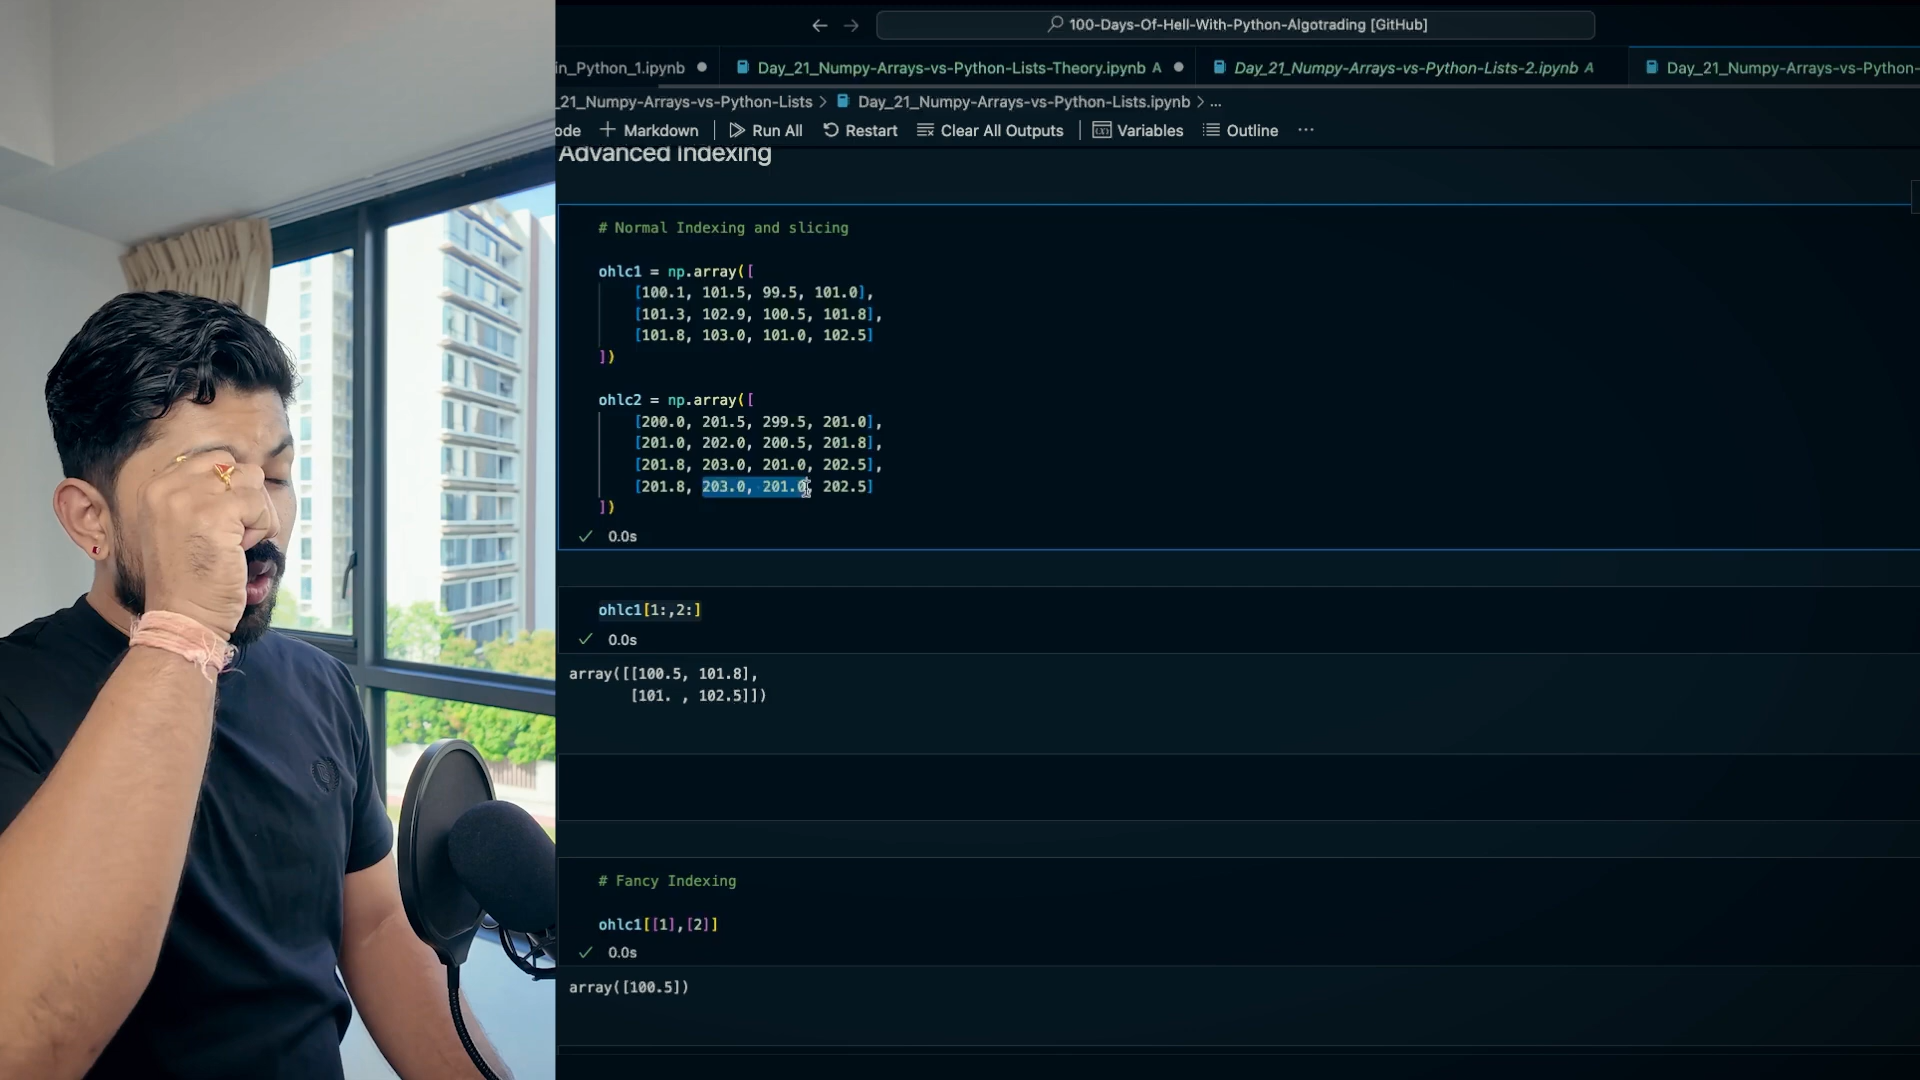 100-Days-Of-Hell-With-Python-Algotrading [GitHub]
in_Python_1.ipynb
Day_21_Numpy-Arrays-vs-Python-Lists-Theory.ipynb A
Day_21_Numpy-Arrays-vs-Python-Lists-2.ipynb A
Day_21_Numpy-Arrays-vs-Python-
_21_Numpy-Arrays-vs-Python-Lists > Day_21_Numpy-Arrays-vs-Python-Lists.ipynb > ...
ode + Markdown | Run All Restart Clear All Outputs | Variables Outline ...
Advanced Indexing
# Normal Indexing and slicing
ohlc1 = np.array([
[100.1, 101.5, 99.5, 101.0],
[101.3, 102.9, 100.5, 101.8],
[101.8, 103.0, 101.0, 102.5]
])
ohlc2 = np.array([
[200.0, 201.5, 299.5, 201.0],
[201.0, 202.0, 200.5, 201.8],
[201.8, 203.0, 201.0, 202.5],
[201.8, 203.0, 201.0, 202.5]
])
0.0s
ohlc1[1:,2:]
0.0s
array([[100.5, 101.8],
[101. , 102.5]])
# Fancy Indexing
ohlc1[[1],[2]]
0.0s
array([100.5])